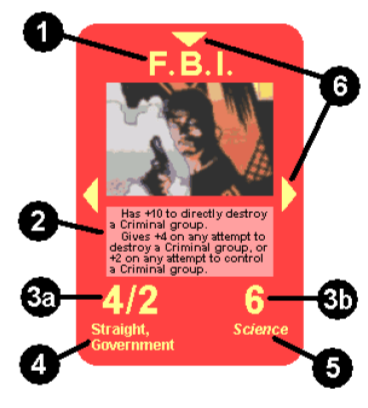 1
6
F.B.I.
2
Has +10 to directly destroy
a Criminal group.
Gives +4 on any attempt to
destroy a Criminal group, or
+2 on any attempt to control
a Criminal group.
3a
4/2
6
3b
Straight,
Government
Science
4
5